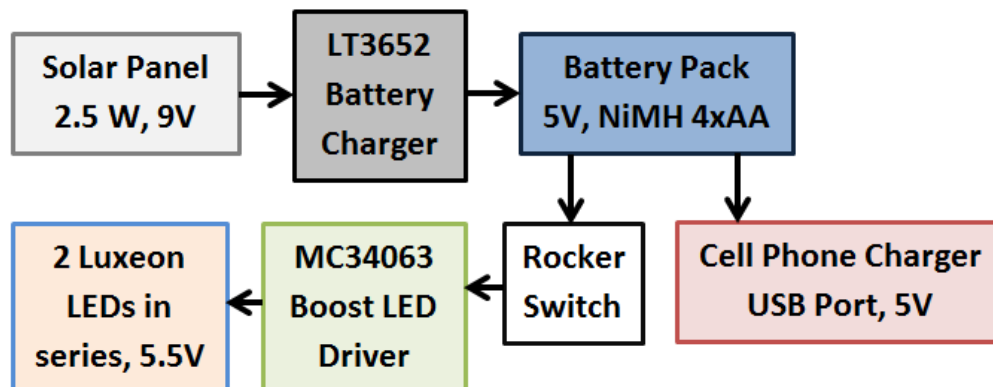 Solar Panel
2.5 W, 9V
LT3652
Battery
Charger
Battery Pack
5V, NiMH 4xAA
2 Luxeon
LEDs in
series, 5.5V
MC34063
Boost LED
Driver
Rocker
Switch
Cell Phone Charger
USB Port, 5V